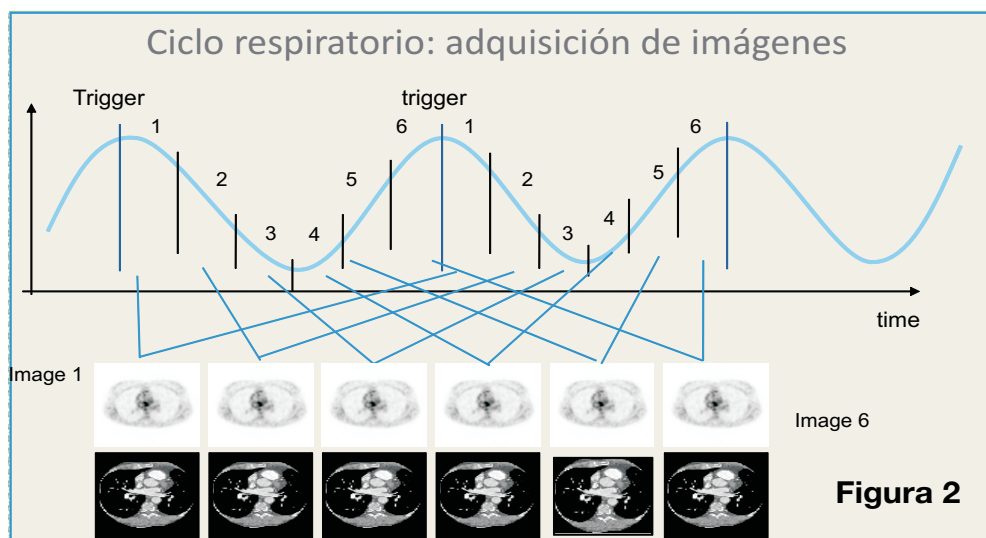 Ciclo respiratorio: adquisición de imágenes
Trigger
trigger
1
2
3
4
5
6
1
2
3
4
5
6
time
Image 1
Image 6
Figura 2